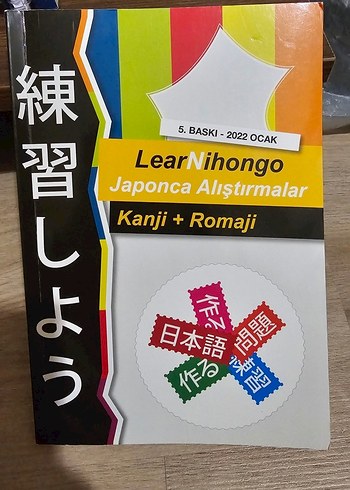 練習しよう
5. BASKI - 2022 OCAK
LearNihongo
Japonca Alıştırmalar
Kanji + Romaji
作る
日本語
問題
作る
練習